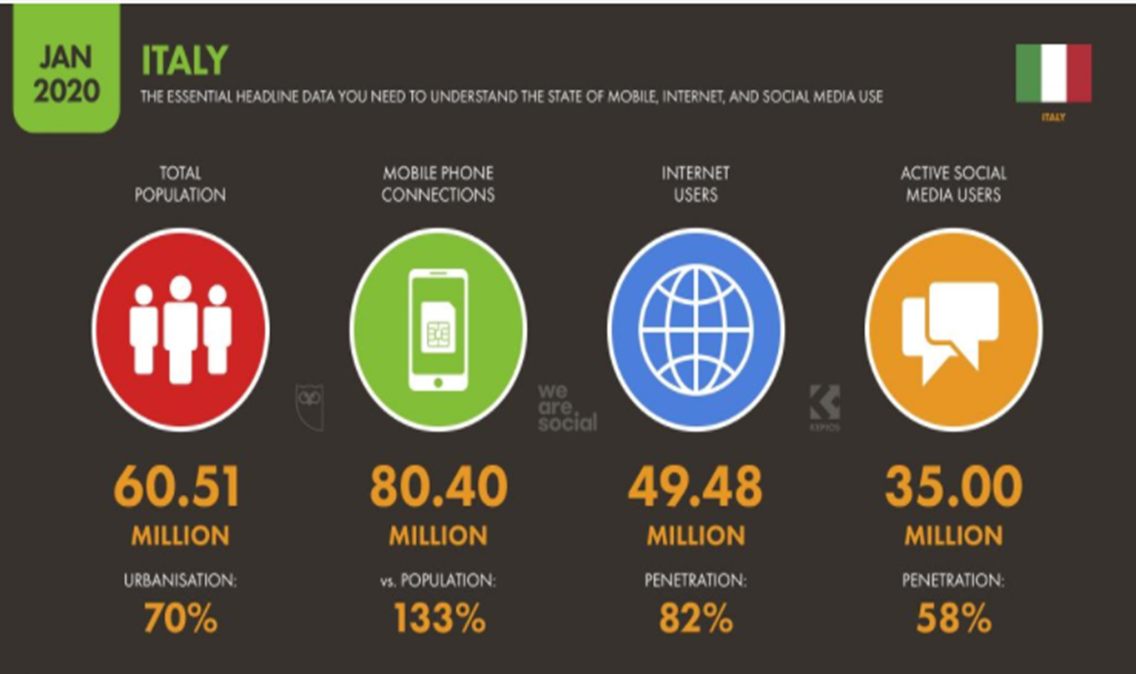 JAN
2020
ITALY
THE ESSENTIAL HEADLINE DATA YOU NEED TO UNDERSTAND THE STATE OF MOBILE, INTERNET, AND SOCIAL MEDIA USE
ITALY
TOTAL
POPULATION
MOBILE PHONE
CONNECTIONS
INTERNET
USERS
ACTIVE SOCIAL
MEDIA USERS
we
are
social
KEPIOS
60.51
MILLION
80.40
MILLION
49.48
MILLION
35.00
MILLION
URBANISATION:
70%
vs. POPULATION:
133%
PENETRATION:
82%
PENETRATION:
58%